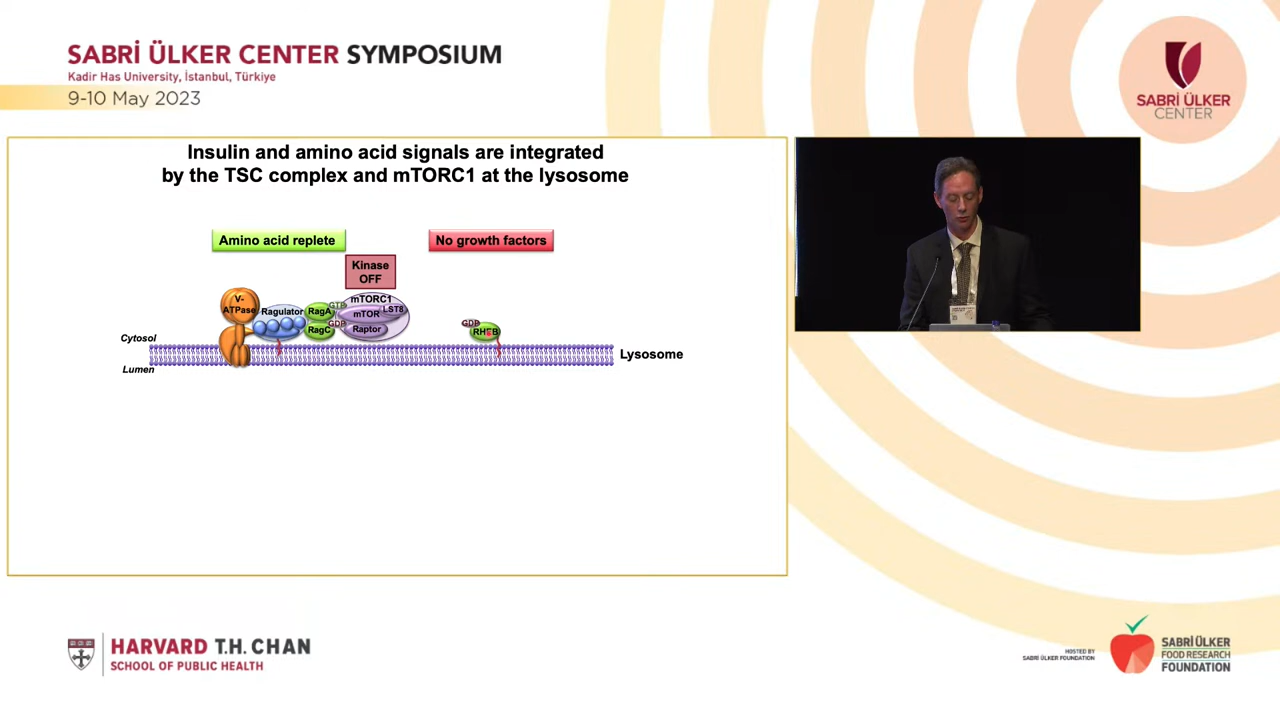 SABRİ ÜLKER CENTER SYMPOSIUM
Kadir Has University, İstanbul, Türkiye
9-10 May 2023
SABRİ ÜLKER
CENTER
Insulin and amino acid signals are integrated
by the TSC complex and mTORC1 at the lysosome
Amino acid replete
No growth factors
Kinase
OFF
V-
ATPase
Ragulator
RagA
GTP
RagC
GDP
mTORC1
mTOR
LST8
Raptor
GDP
RHEB
Cytosol
Lumen
Lysosome
HARVARD T.H. CHAN
SCHOOL OF PUBLIC HEALTH
HOSTED BY
SABRI ÜLKER FOUNDATION
SABRİ ÜLKER
FOOD RESEARCH
FOUNDATION